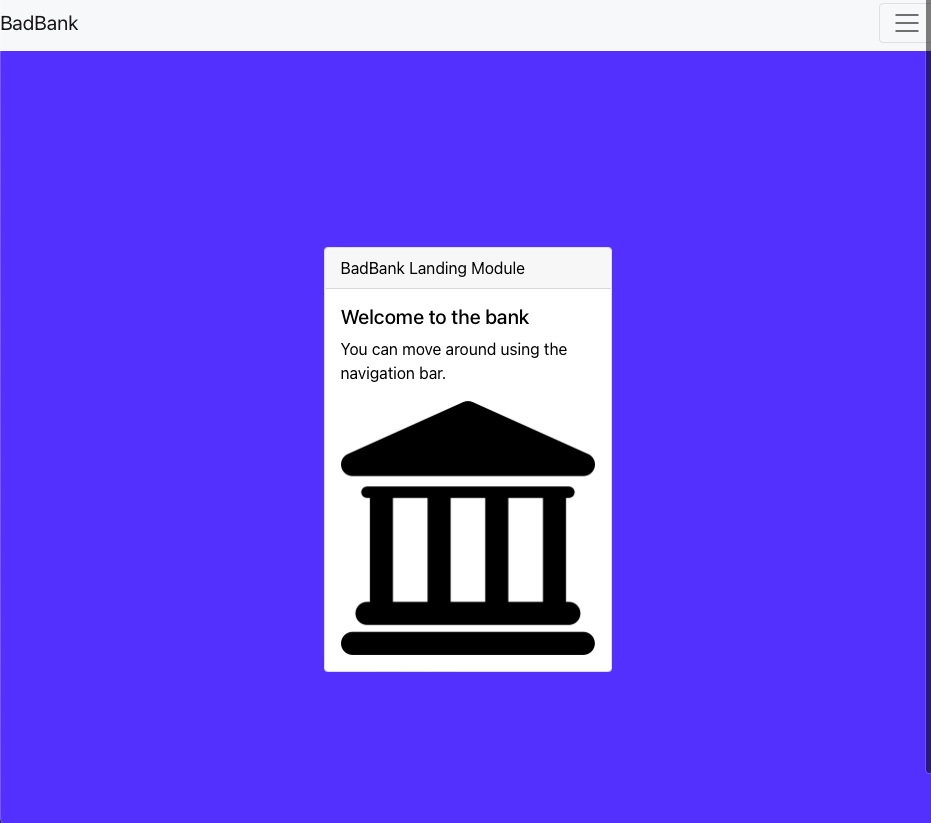 BadBank
BadBank Landing Module
Welcome to the bank
You can move around using the
navigation bar.